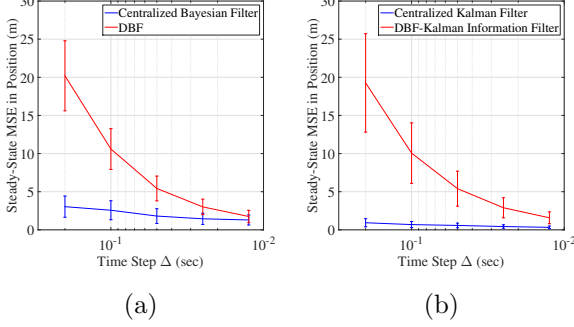 Steady-State MSE in Position (m)
30
25
20
15
10
5
0
Centralized Bayesian Filter
DBF
10⁻¹
10⁻²
Time Step Δ (sec)
(a)
Steady-State MSE in Position (m)
30
25
20
15
10
5
0
Centralized Kalman Filter
DBF-Kalman Information Filter
10⁻¹
10⁻²
Time Step Δ (sec)
(b)